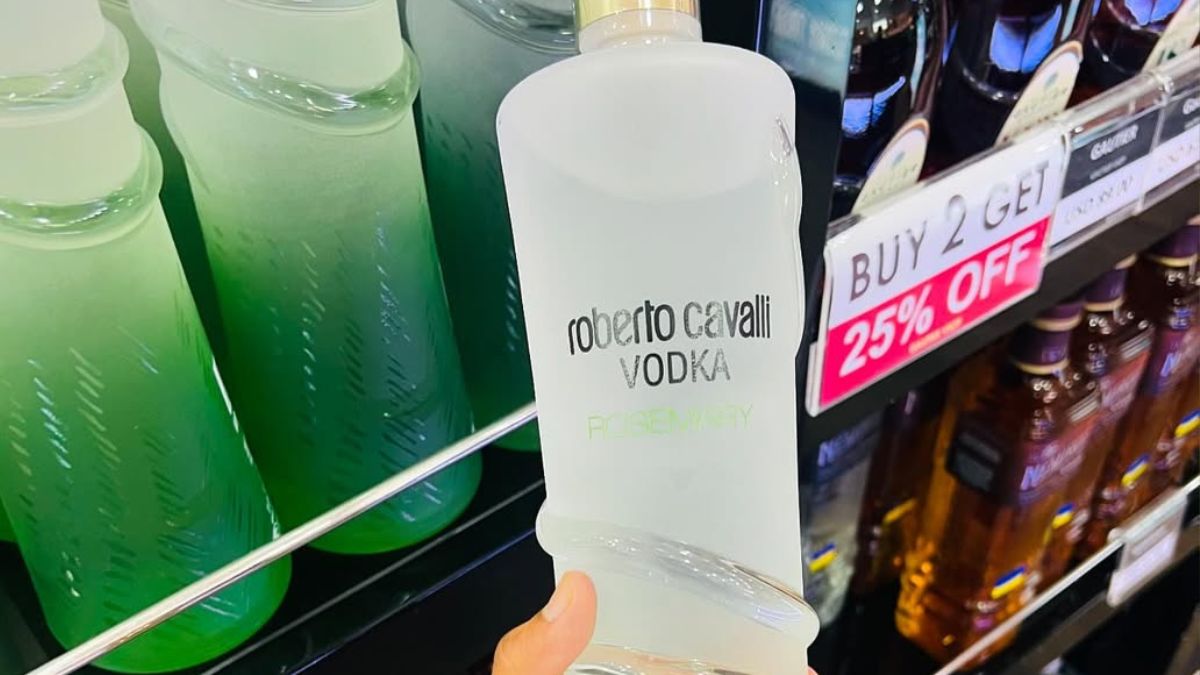 roberto cavalli
VODKA
ROSEMARY
BUY 2 GET
25% OFF
GAUTIER